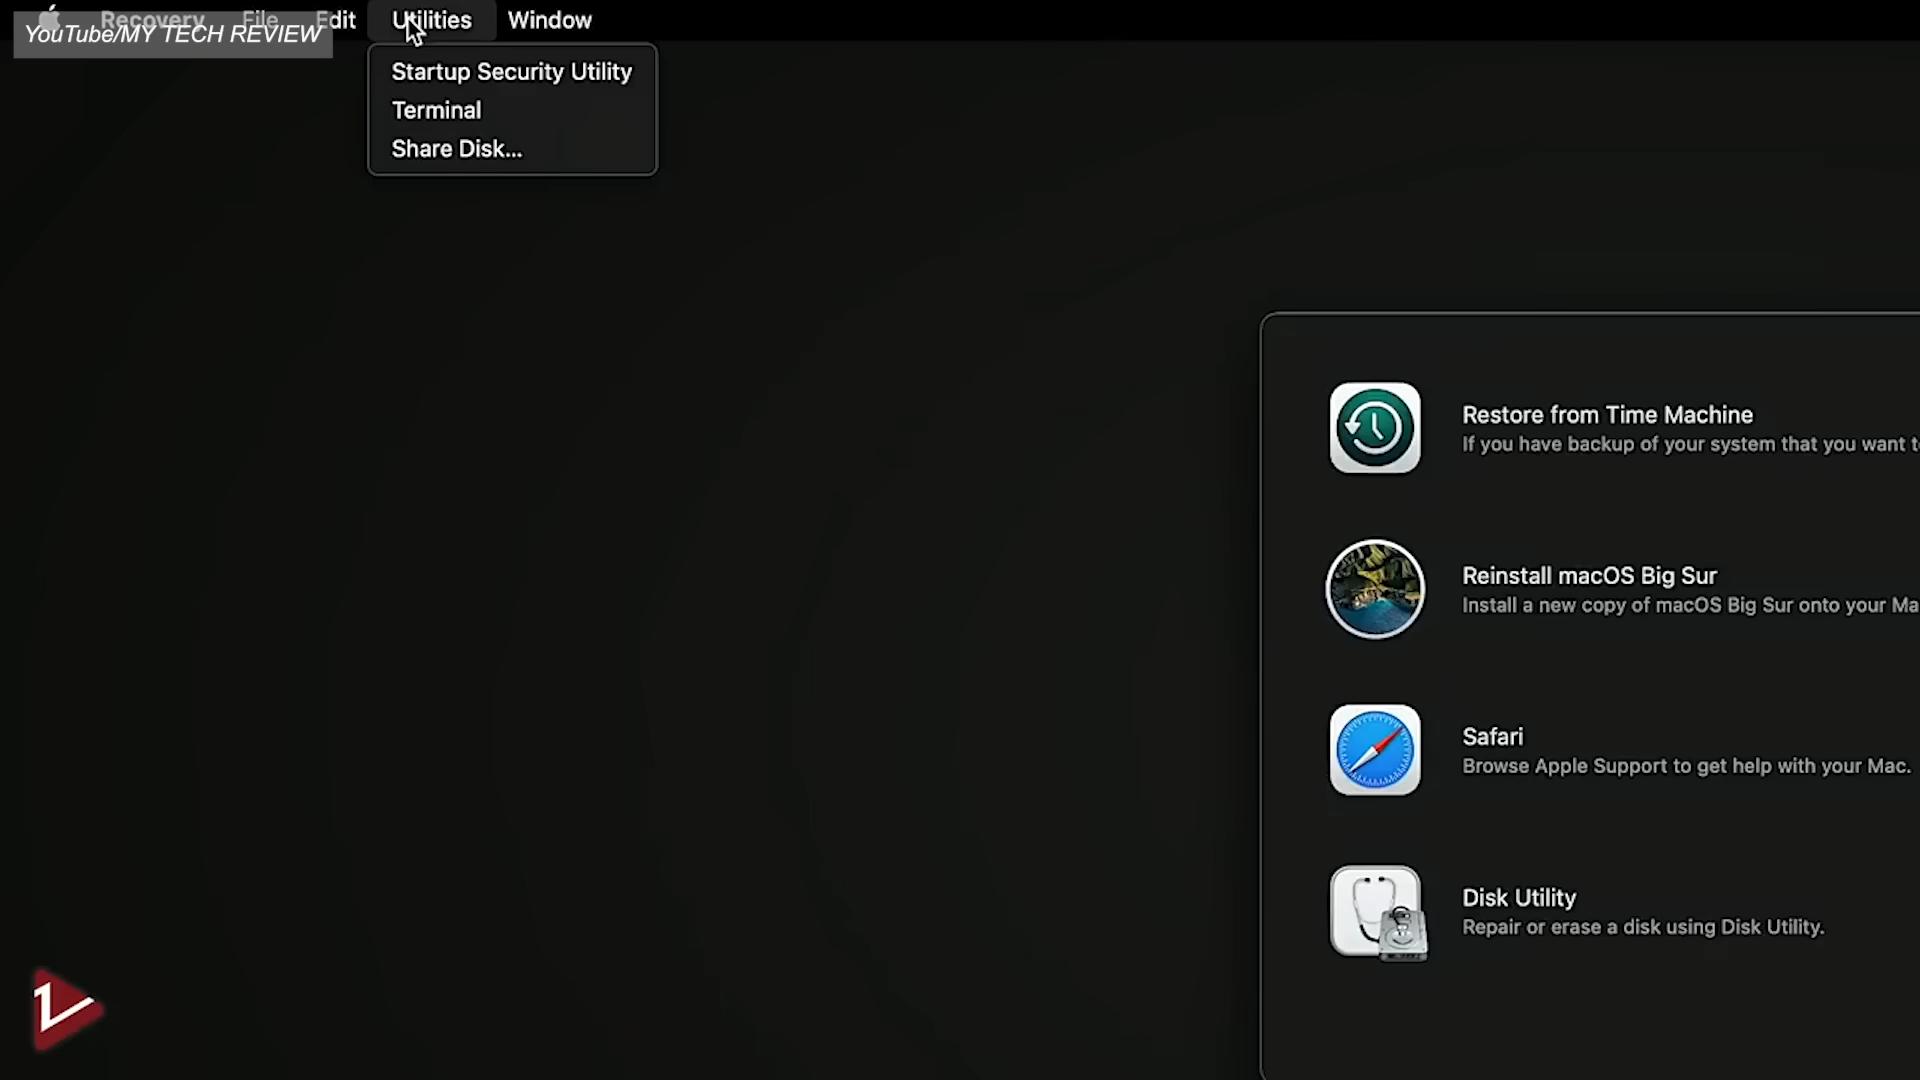 Recovery File Edit Utilities Window
YouTube/MY TECH REVIEW
Startup Security Utility
Terminal
Share Disk...
Restore from Time Machine
If you have backup of your system that you want
Reinstall macOS Big Sur
Install a new copy of macOS Big Sur onto your
Safari
Browse Apple Support to get help with your Mac.
Disk Utility
Repair or erase a disk using Disk Utility.